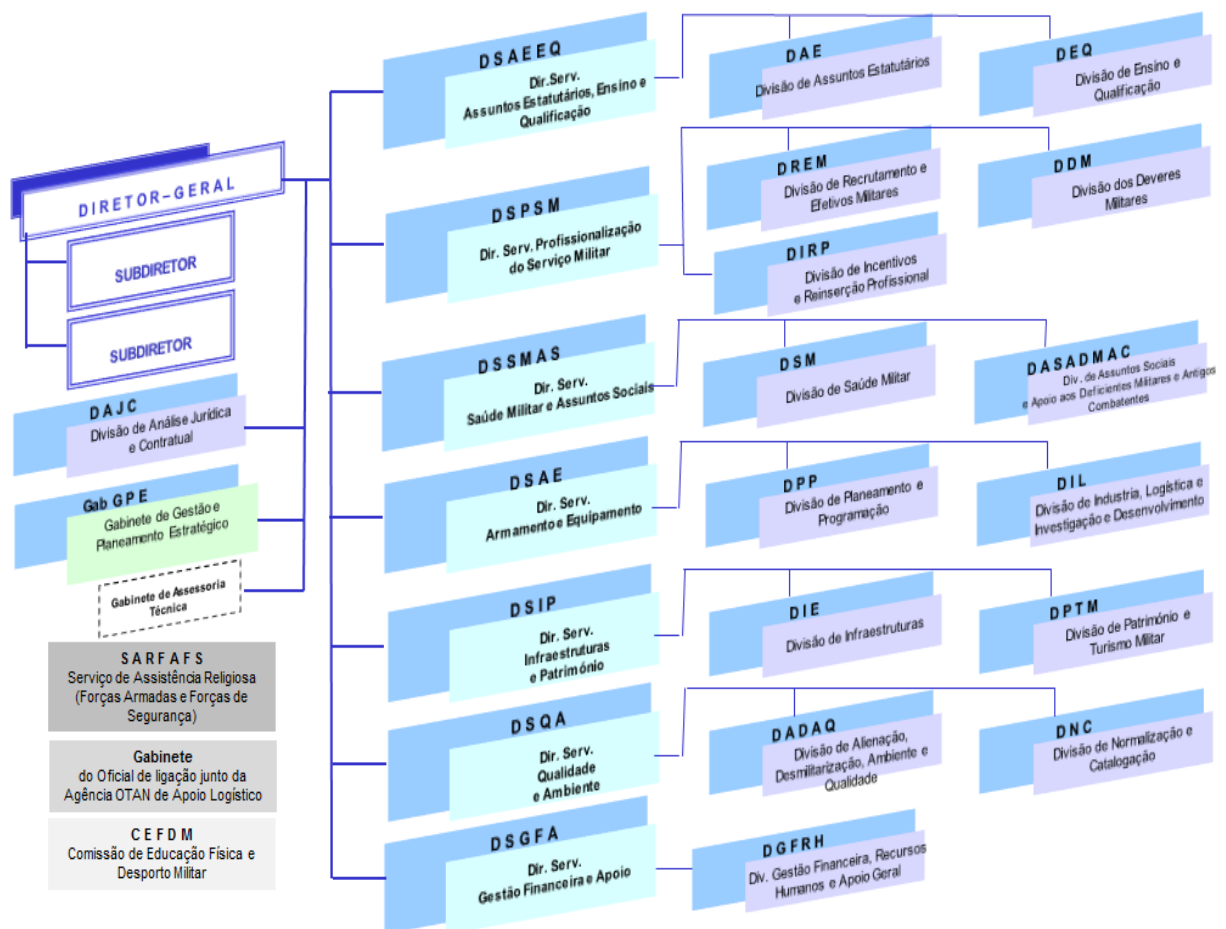 DIRETOR–GERAL
SUBDIRETOR
SUBDIRETOR
DAJC
Divisão de Análise Jurídica
e Contratual
Gab GPE
Gabinete de Gestão e
Planeamento Estratégico
Gabinete de Assessoria
Técnica
SARFAFS
Serviço de Assistência Religiosa
(Forças Armadas e Forças de
Segurança)
Gabinete
do Oficial de ligação junto da
Agência OTAN de Apoio Logístico
CEFDM
Comissão de Educação Física e
Desporto Militar
DSAEEQ
Dir.Serv.
Assuntos Estatutários, Ensino e
Qualificação
DAE
Divisão de Assuntos Estatutários
DEQ
Divisão de Ensino e
Qualificação
DSPSM
Dir. Serv. Profissionalização
do Serviço Militar
DREM
Divisão de Recrutamento e
Efetivos Militares
DDM
Divisão dos Deveres
Militares
DIRP
Divisão de Incentivos
e Reinserção Profissional
DSSMAS
Dir. Serv.
Saúde Militar e Assuntos Sociais
DSM
Divisão de Saúde Militar
DASADMAC
Div. de Assuntos Sociais
e Apoio aos Deficientes Militares e Antigos
Combatentes
DSAE
Dir. Serv.
Armamento e Equipamento
DPP
Divisão de Planeamento e
Programação
DIL
Divisão de Industria, Logística e
Investigação e Desenvolvimento
DSIP
Dir. Serv.
Infraestruturas
e Património
DIE
Divisão de Infraestruturas
DPTM
Divisão de Património e
Turismo Militar
DSQA
Dir. Serv.
Qualidade
e Ambiente
DADAQ
Divisão de Alienação,
Desmilitarização, Ambiente e
Qualidade
DNC
Divisão de Normalização e
Catalogação
DSGFA
Dir. Serv.
Gestão Financeira e Apoio
DGFRH
Div. Gestão Financeira, Recursos
Humanos e Apoio Geral